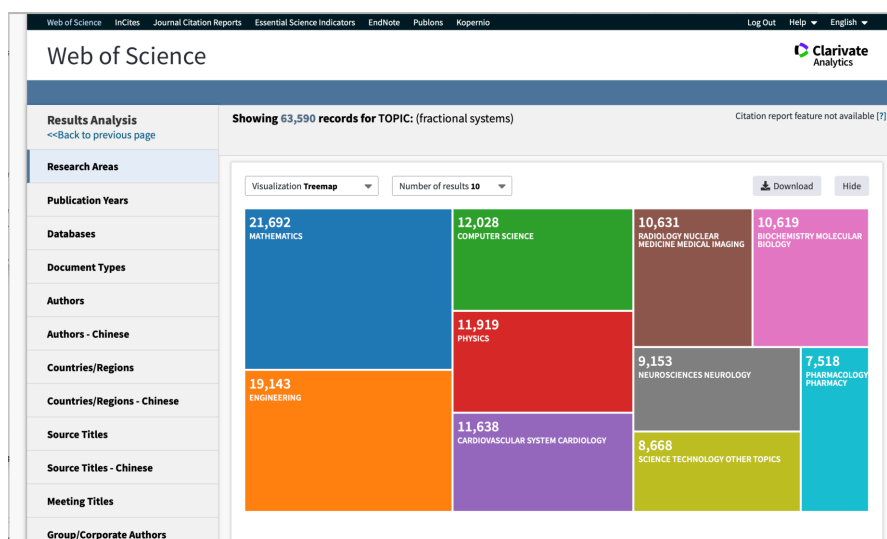 Web of Science InCites Journal Citation Reports Essential Science Indicators EndNote Publons Kopernio Log Out Help English
Web of Science
Clarivate
Analytics
Results Analysis
<<Back to previous page
Showing 63,590 records for TOPIC: (fractional systems)
Citation report feature not available [?]
Research Areas
Publication Years
Databases
Document Types
Authors
Authors - Chinese
Countries/Regions
Countries/Regions - Chinese
Source Titles
Source Titles - Chinese
Meeting Titles
Group/Corporate Authors
Visualization Treemap
Number of results 10
Download
Hide
21,692
MATHEMATICS
19,143
ENGINEERING
12,028
COMPUTER SCIENCE
11,919
PHYSICS
11,638
CARDIOVASCULAR SYSTEM CARDIOLOGY
10,631
RADIOLOGY NUCLEAR
MEDICINE MEDICAL IMAGING
10,619
BIOCHEMISTRY MOLECULAR
BIOLOGY
9,153
NEUROSCIENCES NEUROLOGY
8,668
SCIENCE TECHNOLOGY OTHER TOPICS
7,518
PHARMACOLOGY
PHARMACY